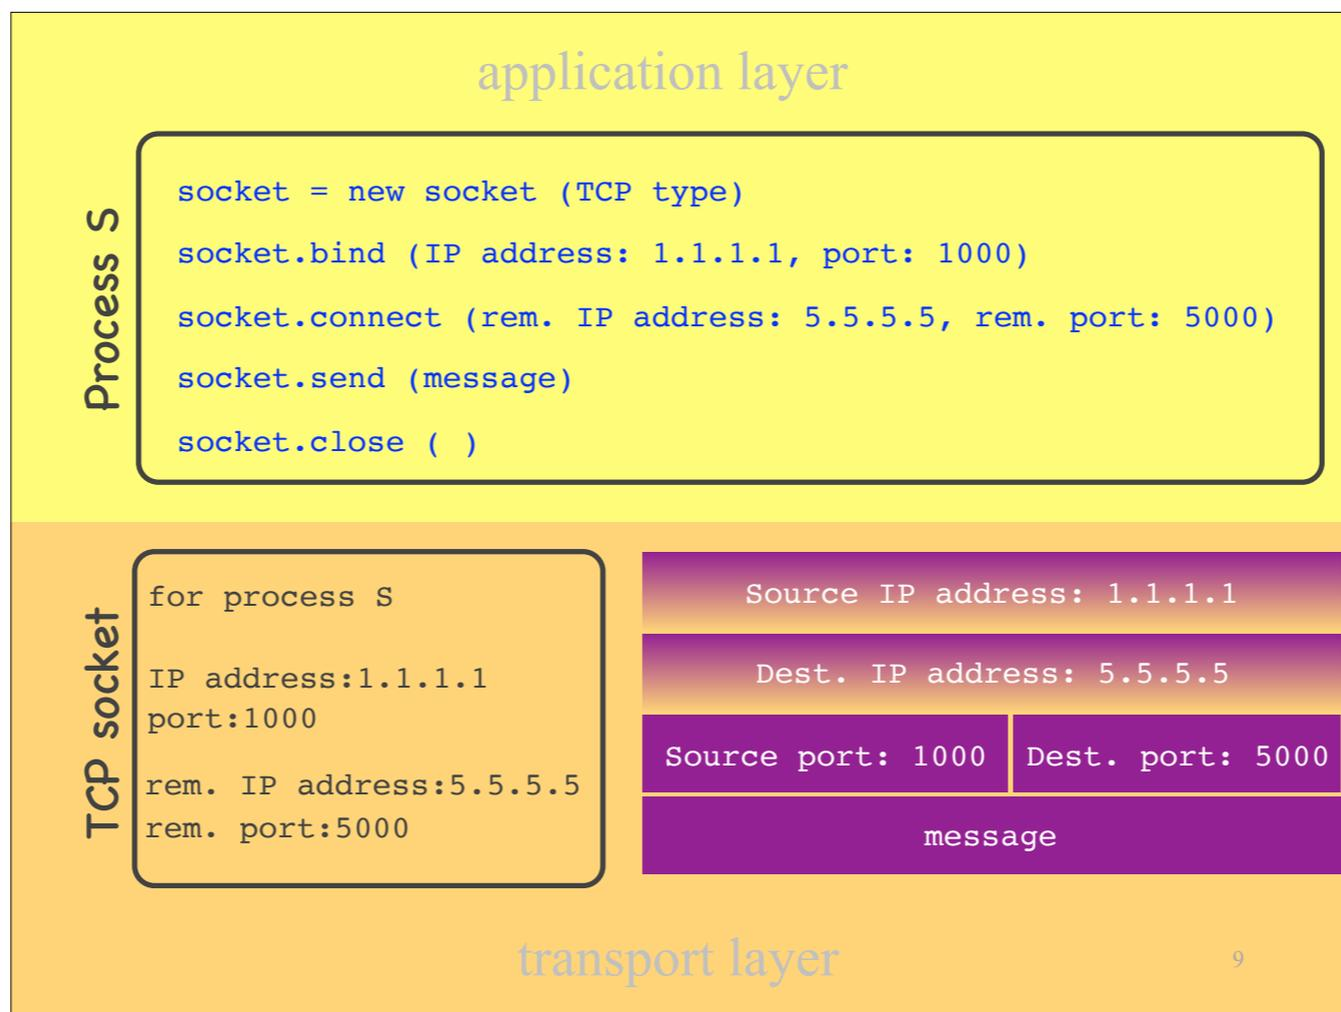 application layer
Process S
socket = new socket (TCP type)
socket.bind (IP address: 1.1.1.1, port: 1000)
socket.connect (rem. IP address: 5.5.5.5, rem. port: 5000)
socket.send (message)
socket.close ( )
TCP socket
for process S
IP address:1.1.1.1
port:1000
rem. IP address:5.5.5.5
rem. port:5000
Source IP address: 1.1.1.1
Dest. IP address: 5.5.5.5
Source port: 1000
Dest. port: 5000
message
transport layer
9